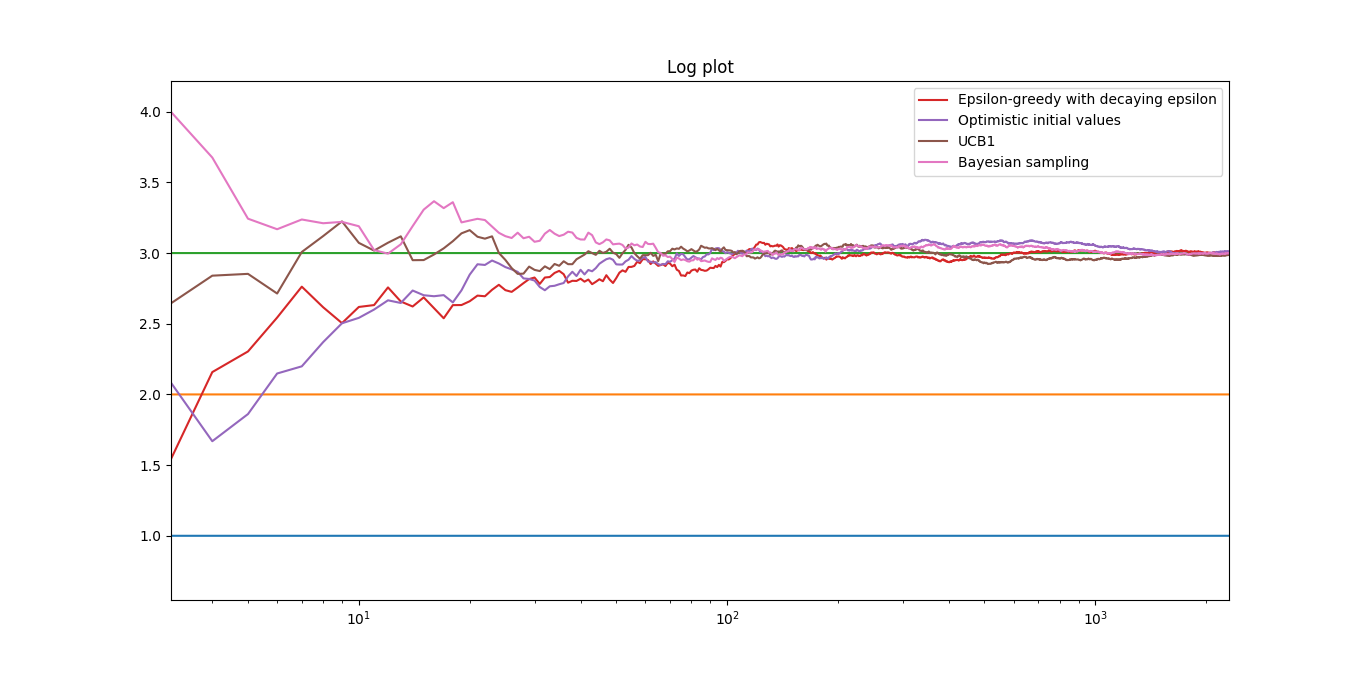 Log plot
Epsilon-greedy with decaying epsilon
Optimistic initial values
UCB1
Bayesian sampling
4.0
3.5
3.0
2.5
2.0
1.5
1.0
10¹ 10² 10³